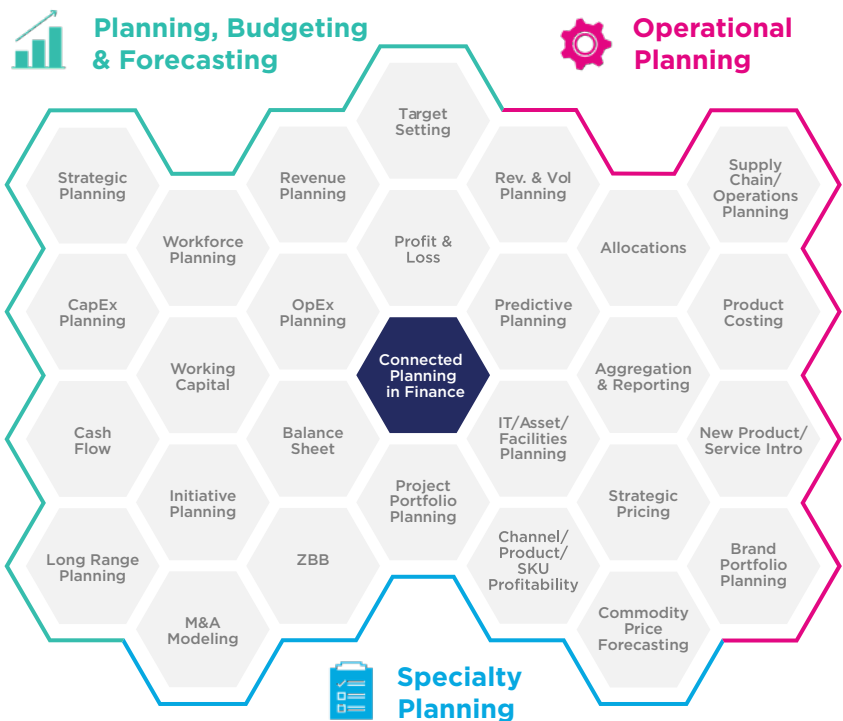 Planning, Budgeting
& Forecasting
Operational
Planning
Target
Setting
Strategic
Planning
Revenue
Planning
Rev. & Vol
Planning
Supply
Chain/
Operations
Planning
Workforce
Planning
Profit &
Loss
Allocations
CapEx
Planning
OpEx
Planning
Predictive
Planning
Product
Costing
Working
Capital
Connected
Planning
in Finance
Aggregation
& Reporting
Cash
Flow
Balance
Sheet
IT/Asset/
Facilities
Planning
New Product/
Service Intro
Initiative
Planning
Project
Portfolio
Planning
Strategic
Pricing
Long Range
Planning
ZBB
Channel/
Product/
SKU
Profitability
Brand
Portfolio
Planning
M&A
Modeling
Commodity
Price
Forecasting
Specialty
Planning